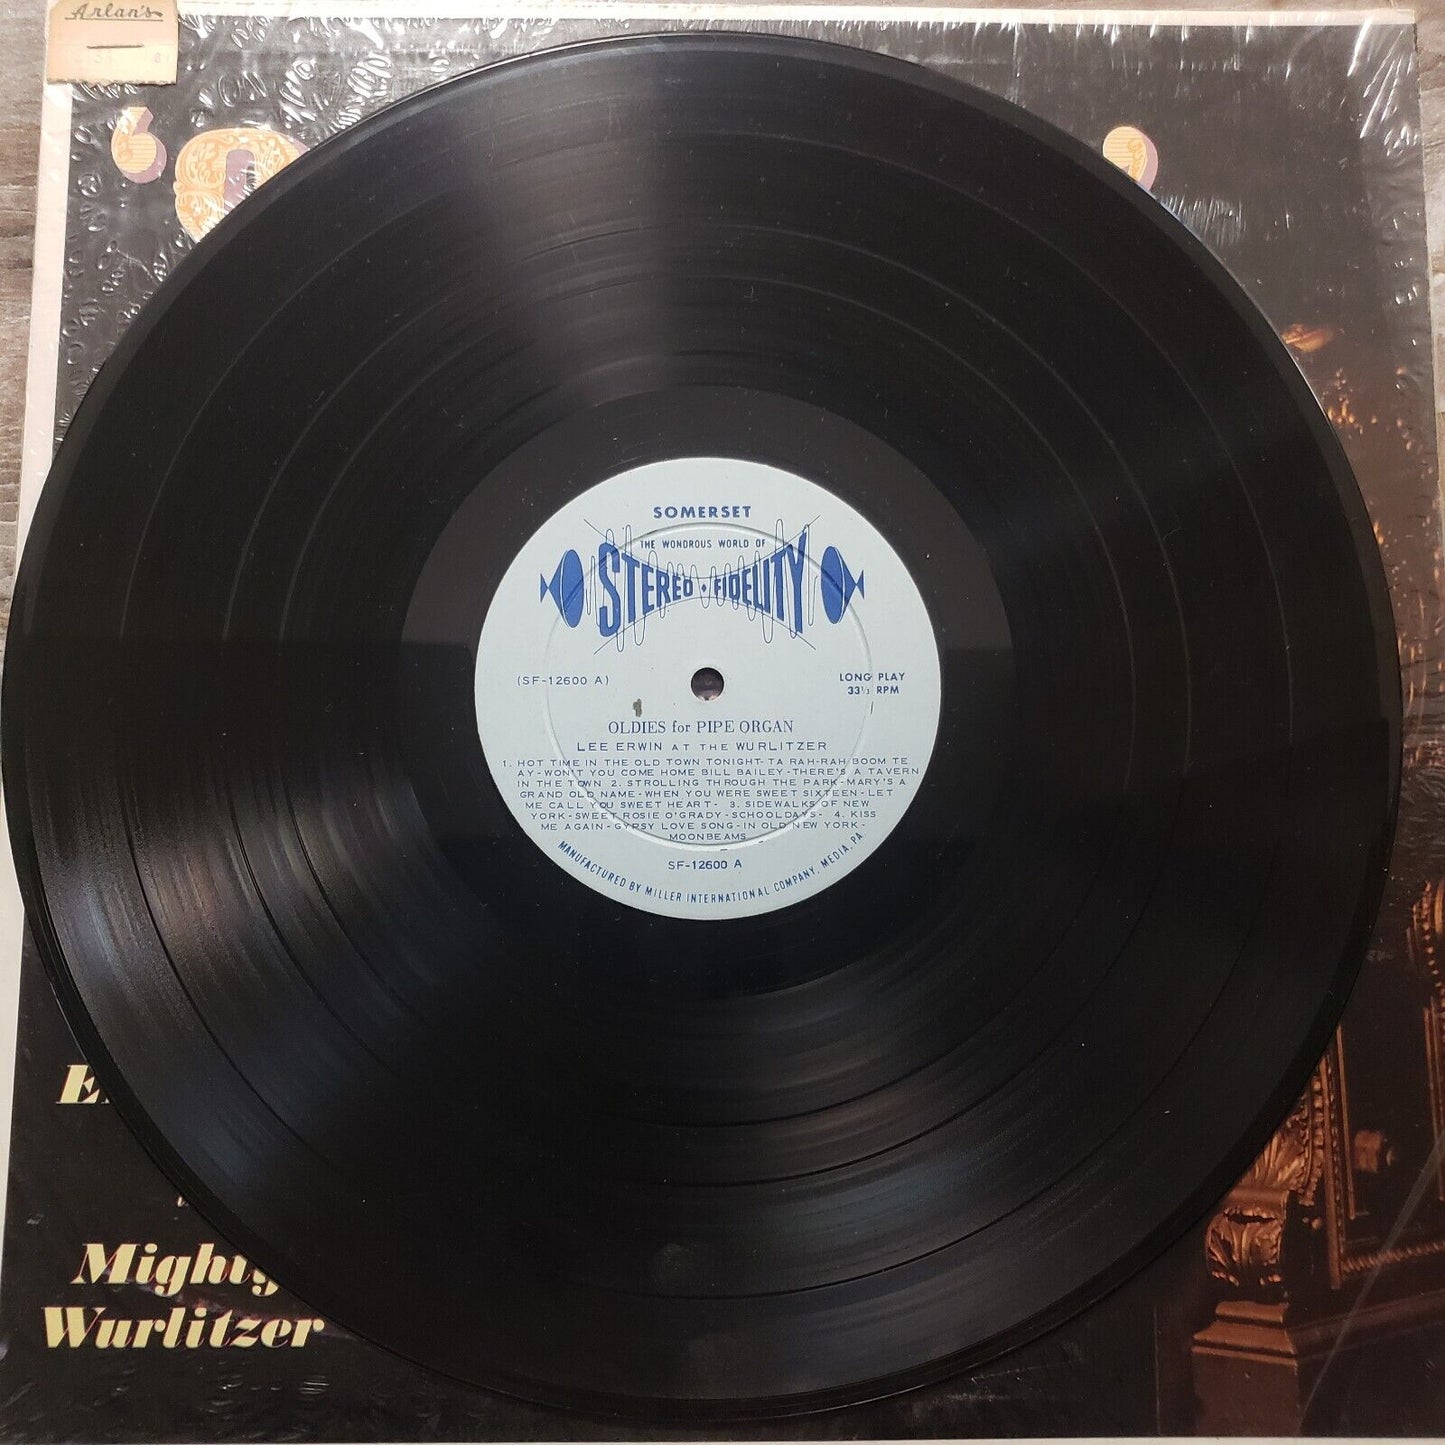 Arlan's
SOMERSET
THE WONDROUS WORLD OF
STEREO • FIDELITY
(SF-12600 A)
LONG PLAY
33⅓ RPM
OLDIES for PIPE ORGAN
LEE ERWIN AT THE WURLITZER
1. HOT TIME IN THE OLD TOWN TONIGHT-TA RAH-RAH BOOM TE
AY-WON'T YOU COME HOME BILL BAILEY-THERE'S A TAVERN
IN THE TOWN 2. STROLLING THROUGH THE PARK-MARY'S A
GRAND OLD NAME-WHEN YOU WERE SWEET SIXTEEN-LET
ME CALL YOU SWEET HEART- 3. SIDEWALKS OF NEW
YORK-SWEET ROSIE O'GRADY-SCHOOLDAYS- 4. KISS
ME AGAIN-GYPSY LOVE SONG-IN OLD NEW YORK-
MOONBEAMS
SF-12600 A
MANUFACTURED BY MILLER INTERNATIONAL COMPANY, MEDIA, PA
Mighty
Wurlitzer